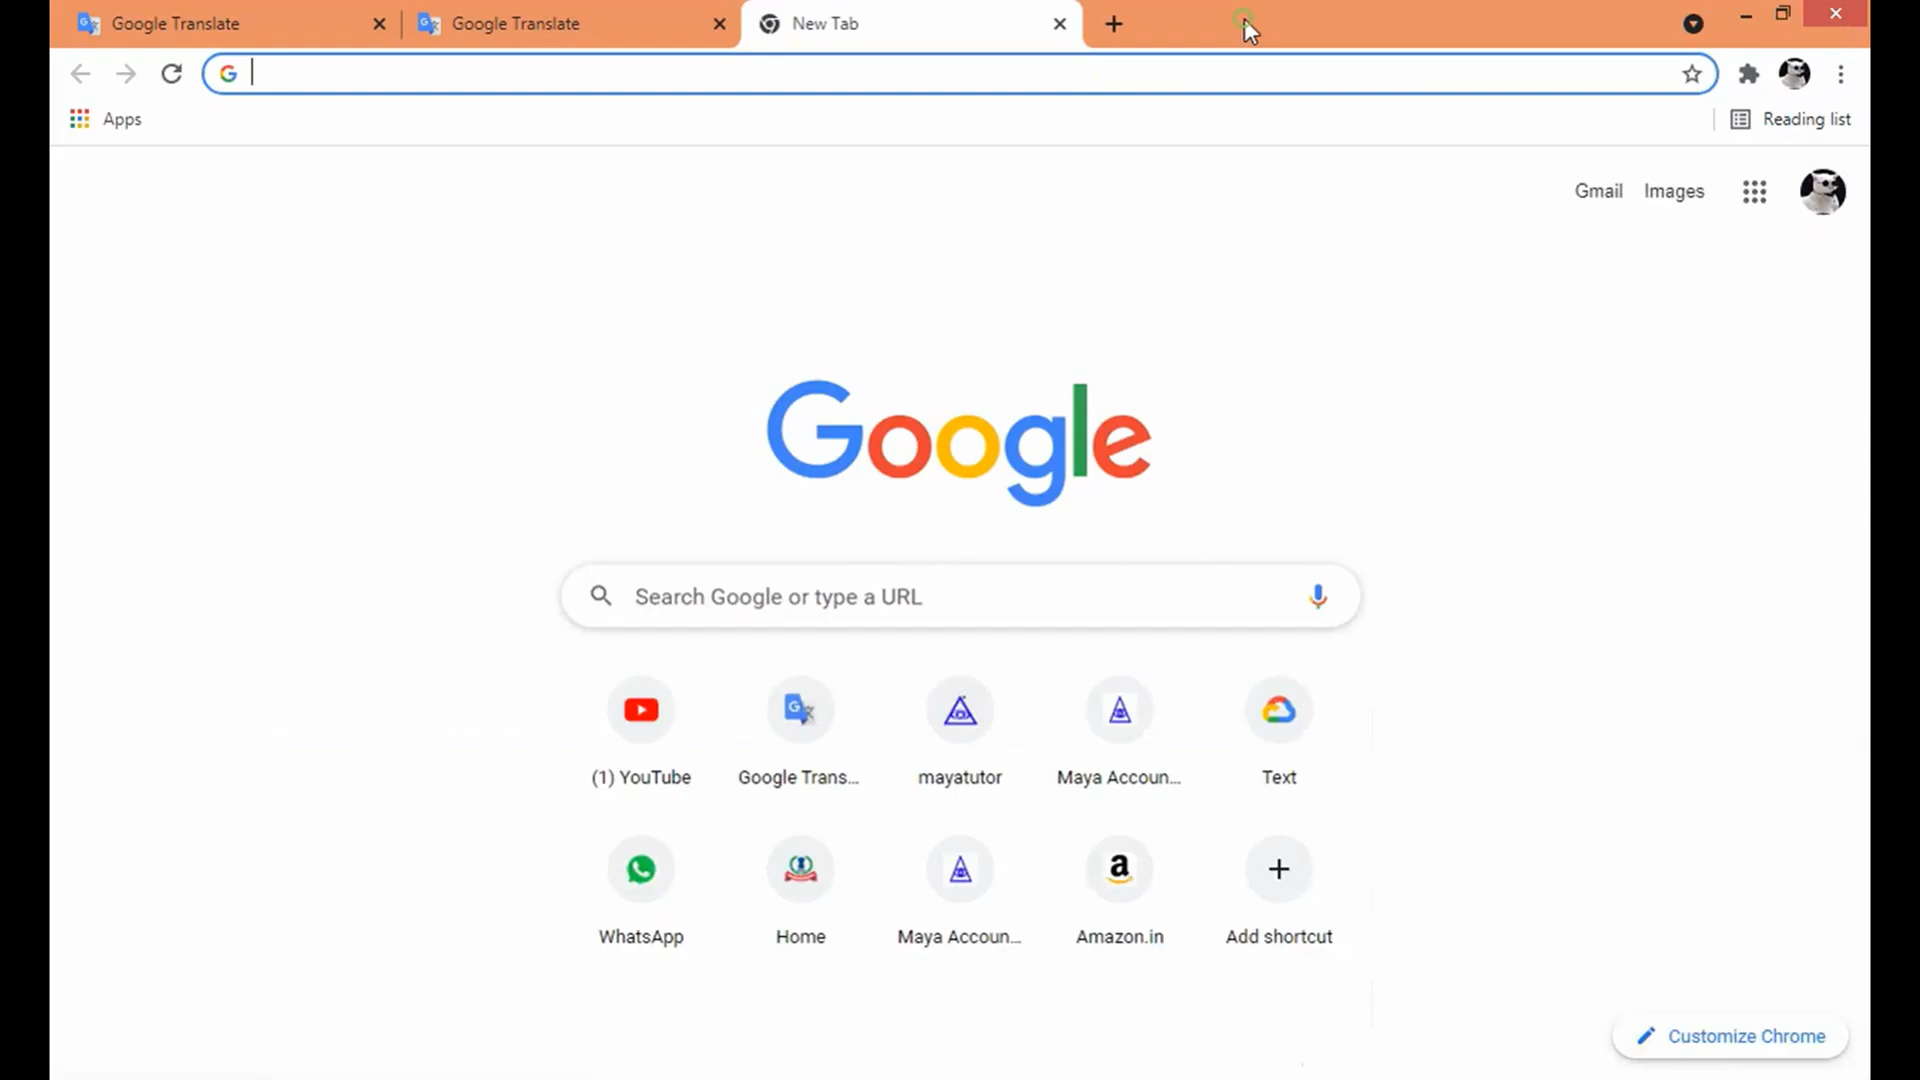 Google Translate
Google Translate
New Tab
Apps
Reading list
Gmail
Images
Google
Search Google or type a URL
(1) YouTube
Google Trans...
mayatutor
Maya Accoun...
Text
WhatsApp
Home
Maya Accoun...
Amazon.in
Add shortcut
Customize Chrome